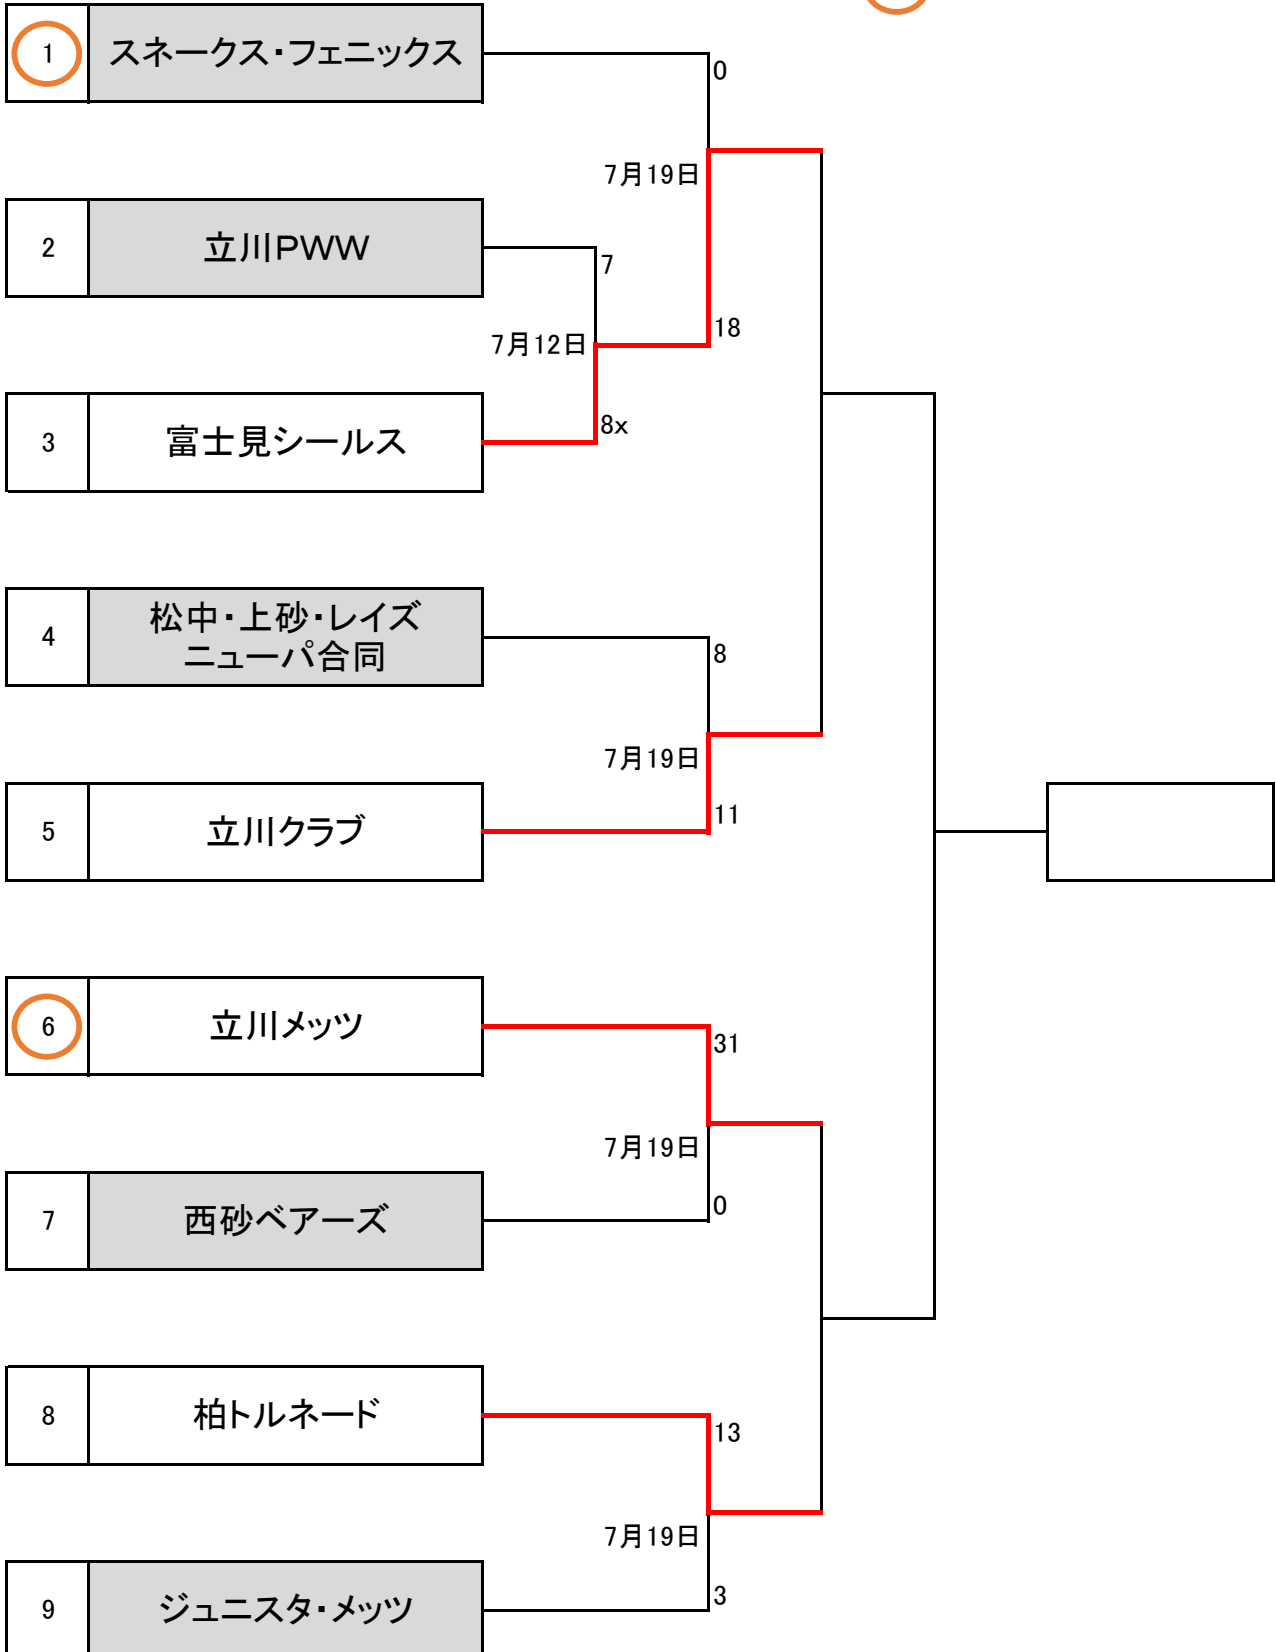 1 スネークス・フェニックス
0
7月19日
2 立川PWW
7
18
7月12日
3 富士見シールス
8x
4 松中・上砂・レイズ
ニューパ合同
8
7月19日
5 立川クラブ
11
6 立川メッツ
31
7月19日
7 西砂ベアーズ
0
8 柏トルネード
13
7月19日
9 ジュニスタ・メッツ
3